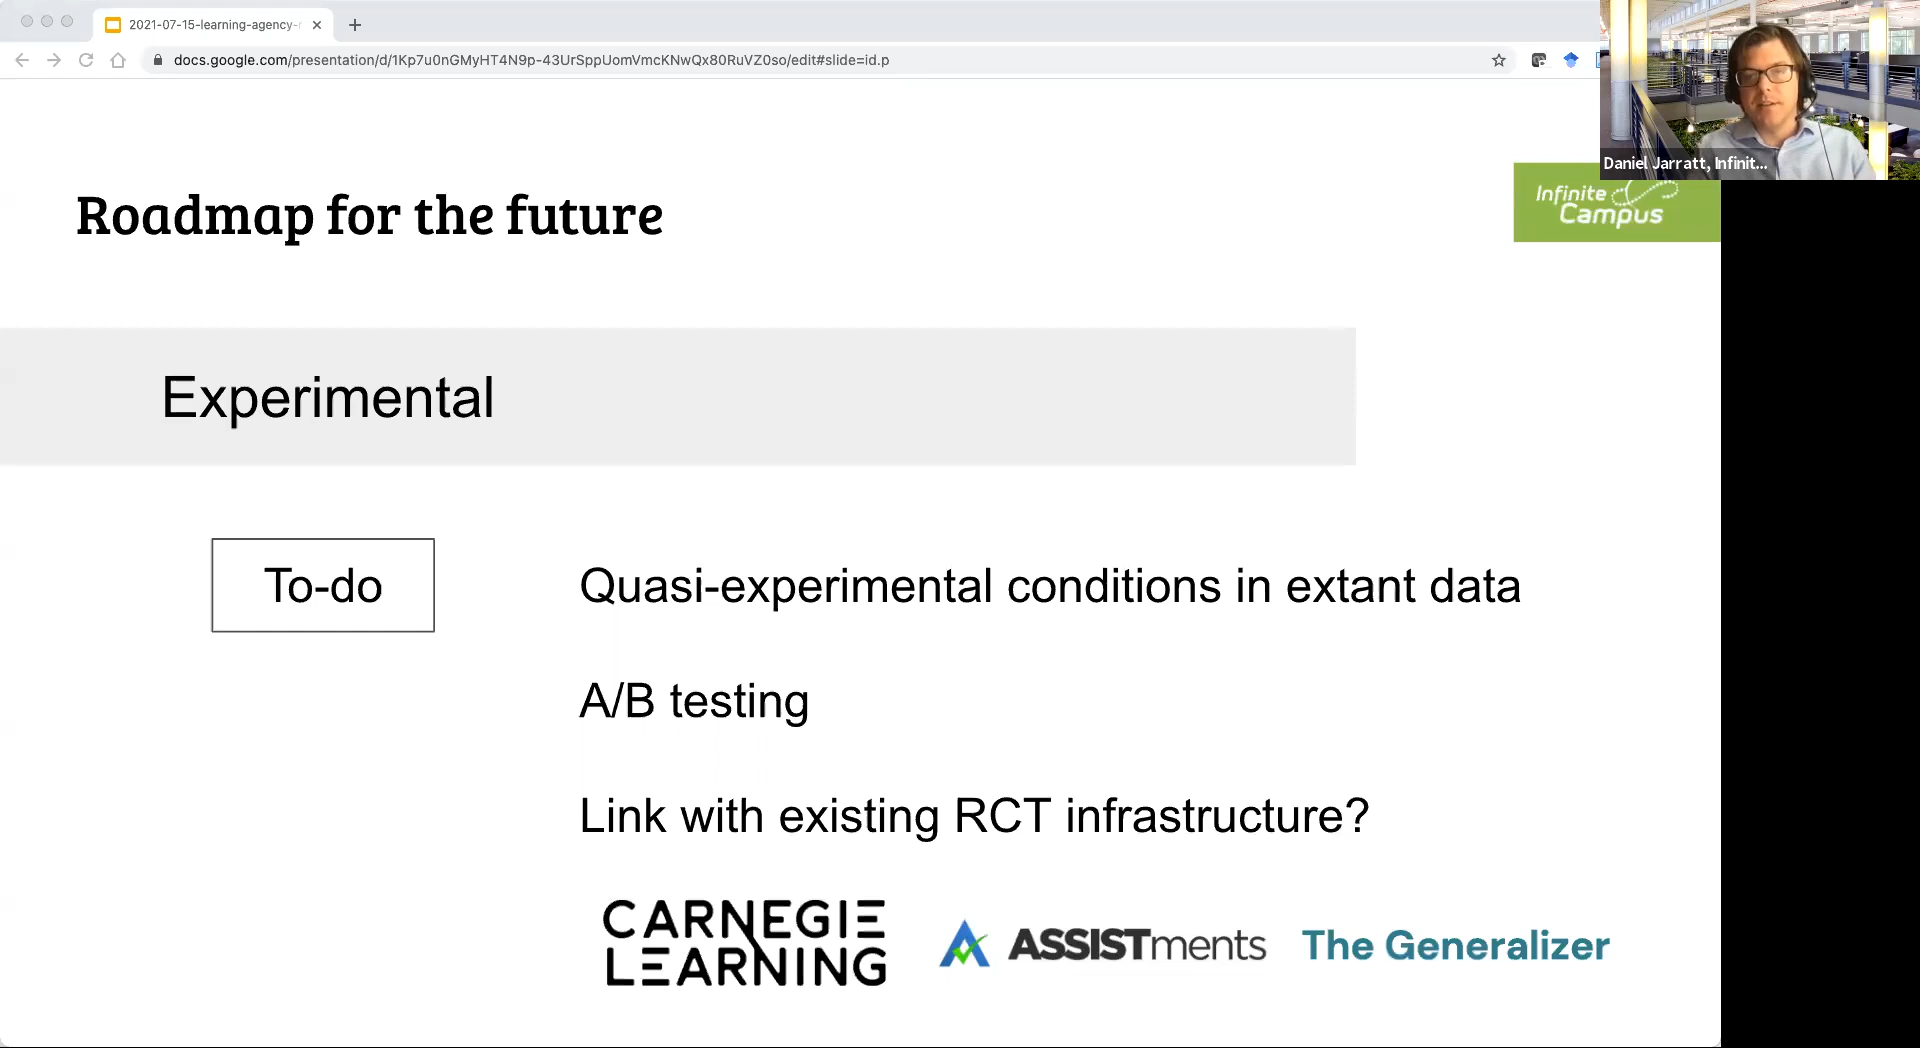 2021-07-15-learning-agency-
docs.google.com/presentation/d/1Kp7u0nGMyHT4N9p-43UrSppUomVmcKNwQx80RuVZ0so/edit#slide=id.p
Daniel Jarratt, Infinit...
Infinite
Campus
Roadmap for the future
Experimental
To-do
Quasi-experimental conditions in extant data
A/B testing
Link with existing RCT infrastructure?
CARNEGIE
LEARNING
ASSISTments
The Generalizer